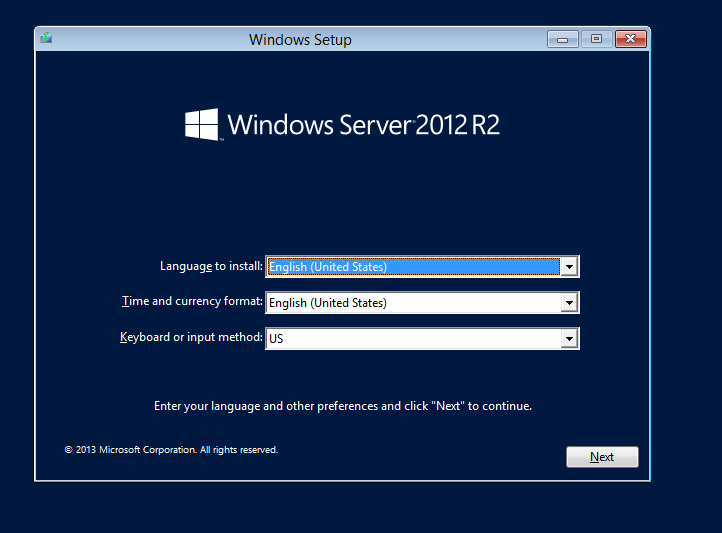 Windows Setup
Windows Server 2012 R2
Language to install: English (United States)
Time and currency format: English (United States)
Keyboard or input method: US
Enter your language and other preferences and click "Next" to continue.
© 2013 Microsoft Corporation. All rights reserved.
Next